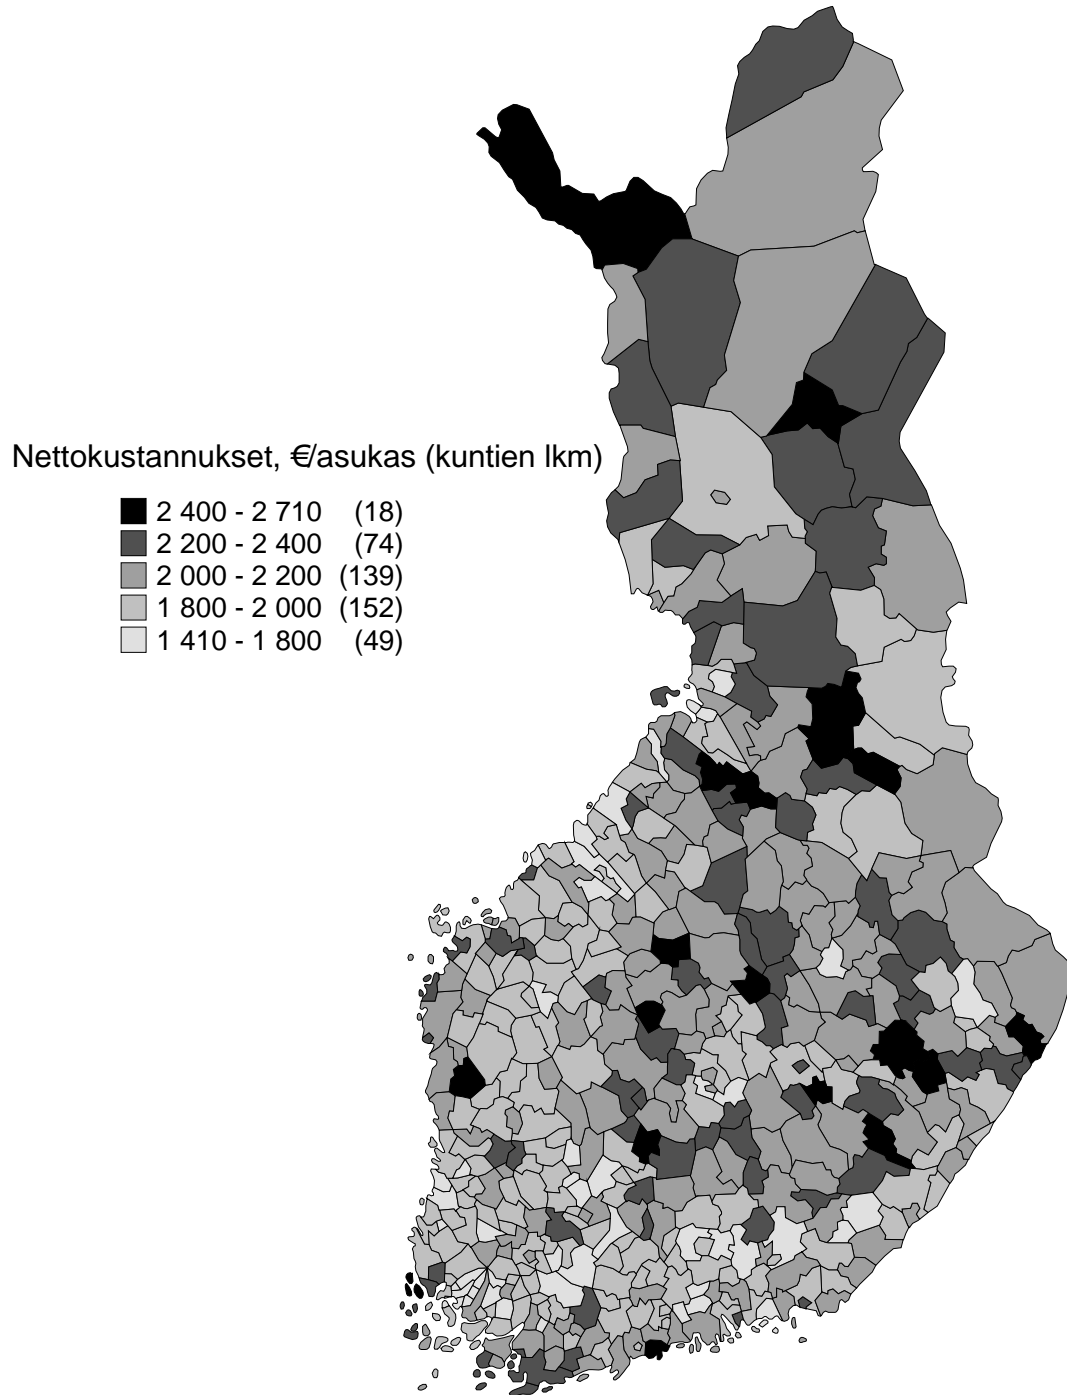 Nettokustannukset, €/asukas (kuntien lkm)
2 400 - 2 710 (18)
2 200 - 2 400 (74)
2 000 - 2 200 (139)
1 800 - 2 000 (152)
1 410 - 1 800 (49)